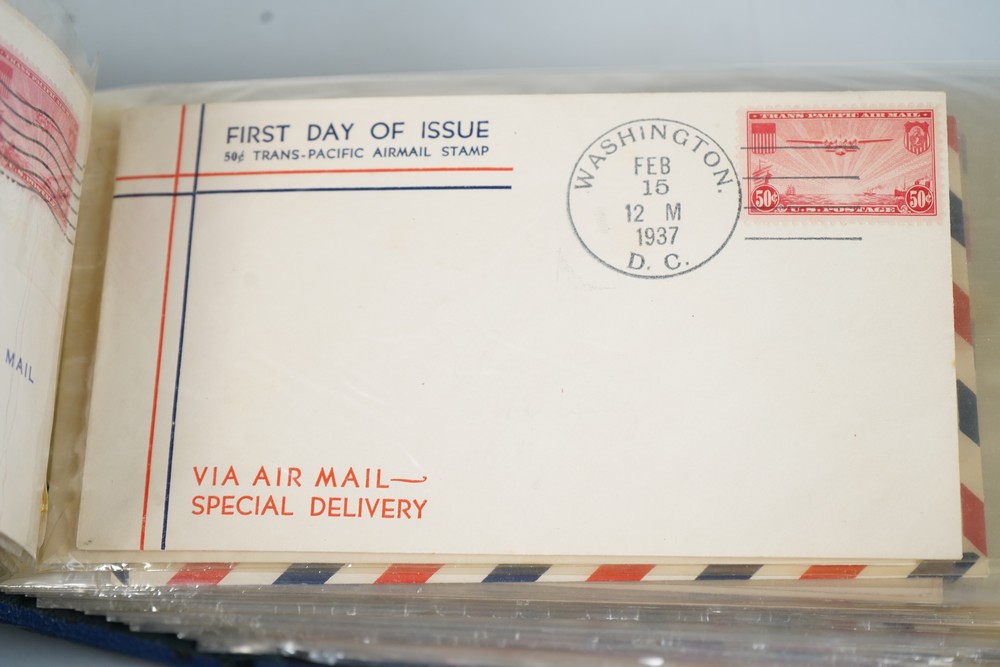 FIRST DAY OF ISSUE
50¢ TRANS-PACIFIC AIRMAIL STAMP
WASHINGTON,
FEB
15
12 M
1937
D. C.
·TRANS PACIFIC AIR MAIL·
50¢ U.S. POSTAGE 50¢
VIA AIR MAIL—
SPECIAL DELIVERY
MAIL